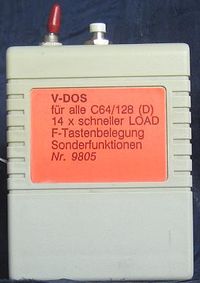 V-DOS
für alle C64/128 (D)
14 x schneller LOAD
F-Tastenbelegung
Sonderfunktionen
Nr. 9805